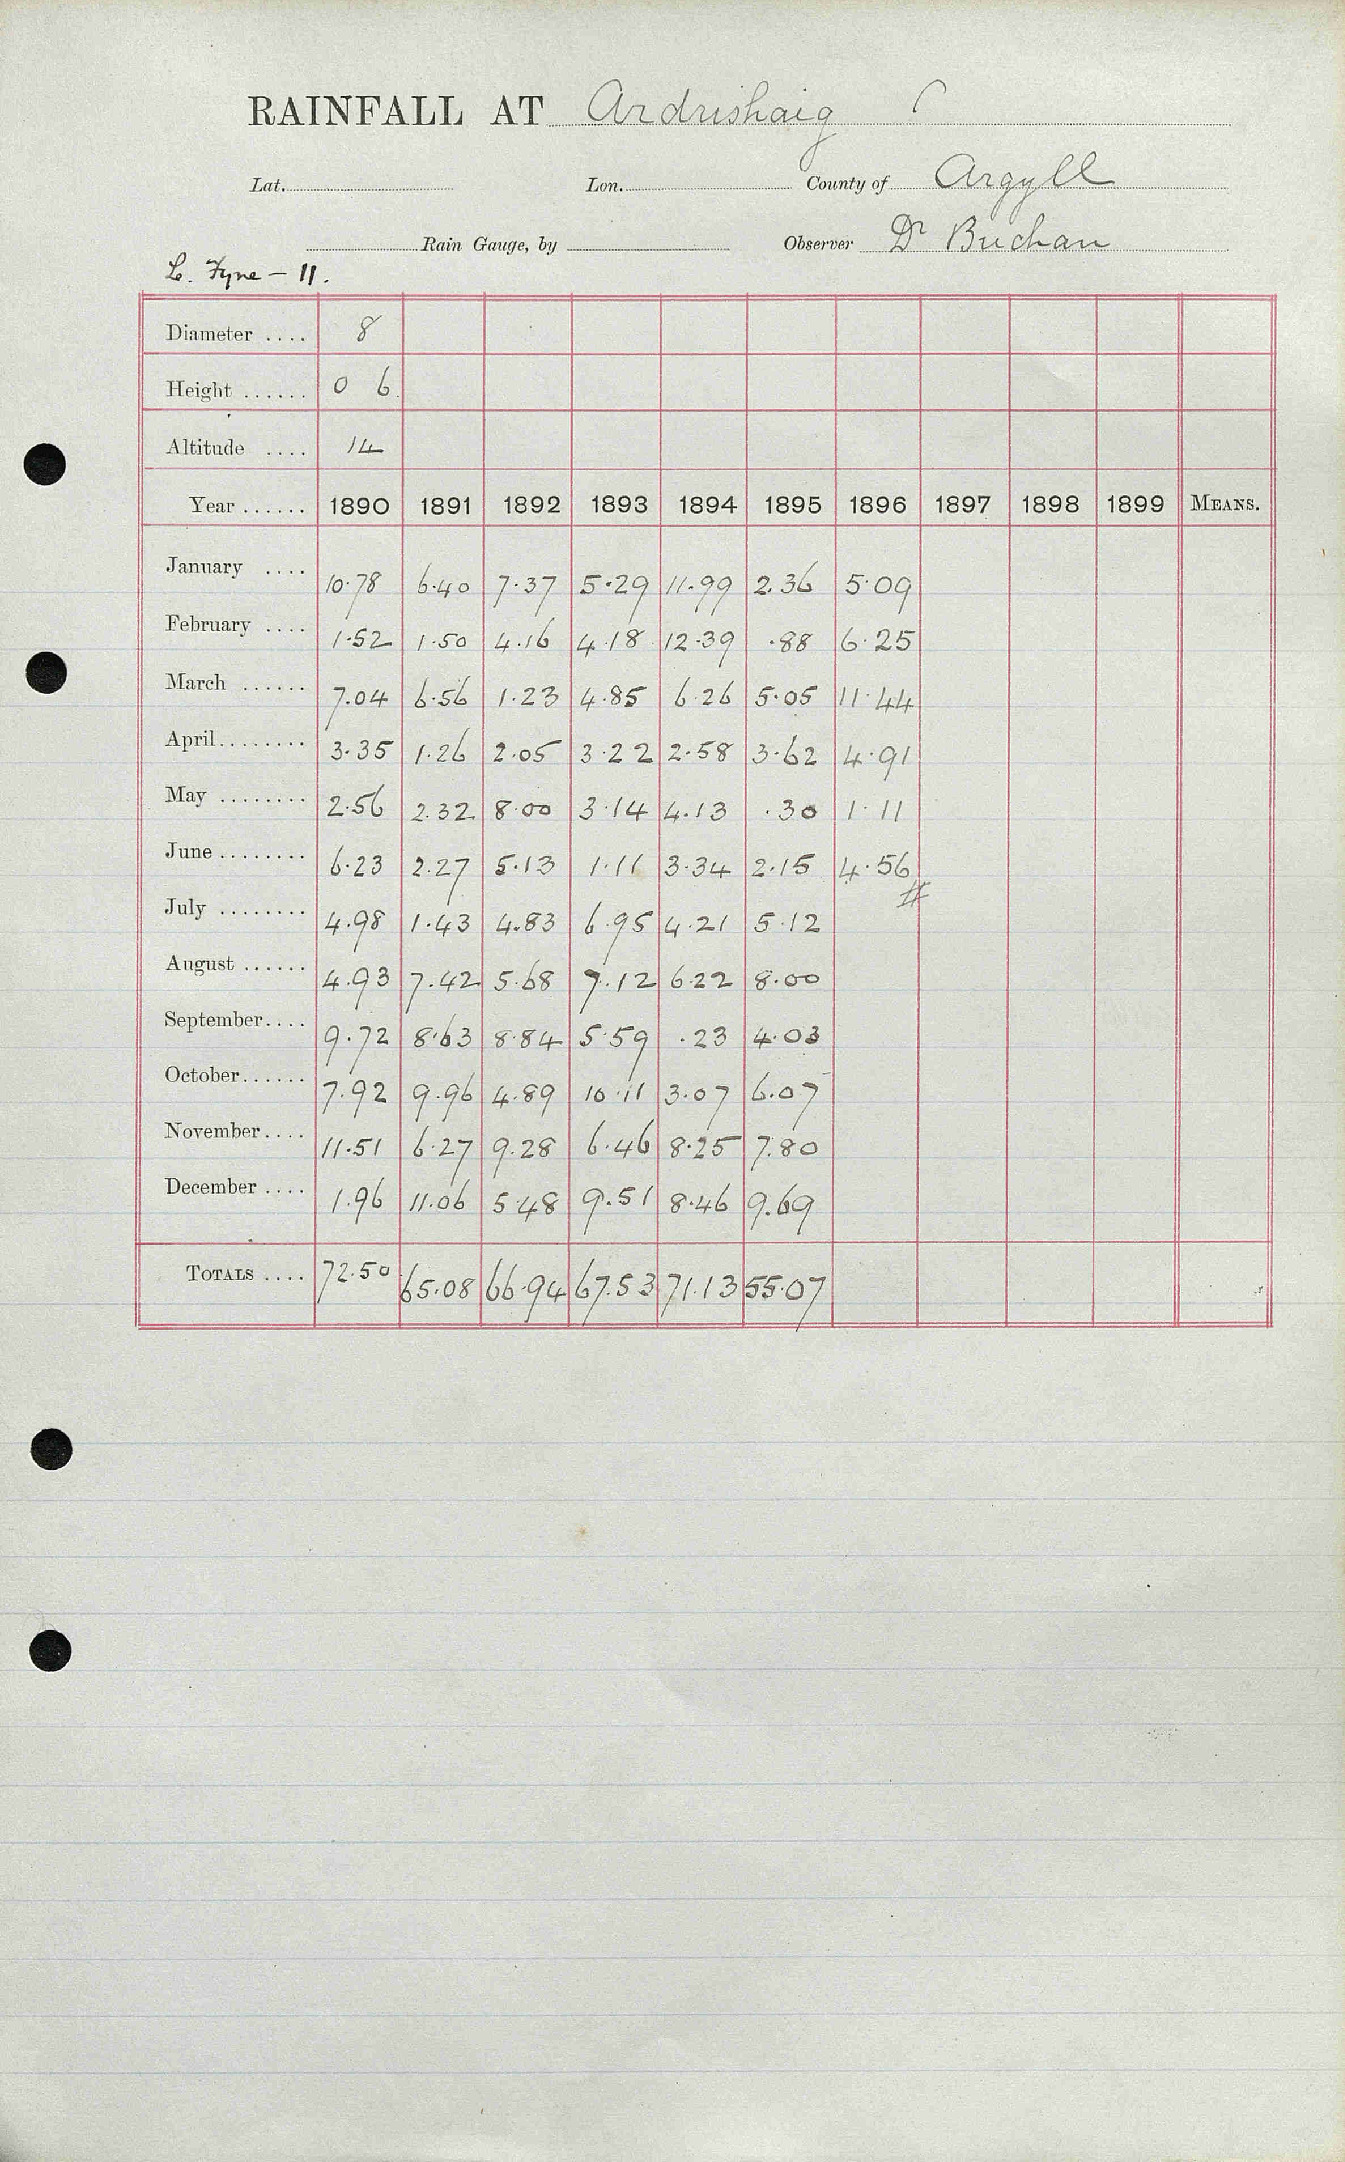 RAINFALL AT Ardrishaig
Lat. Lon. County of Argyll
Rain Gauge, by Observer Dr Buchan
L. Fyne - 11.
Diameter .... 8
Height ...... 0 6
Altitude .... 14
Year ...... 1890 1891 1892 1893 1894 1895 1896 1897 1898 1899 MEANS.
January .... 10.78 6.40 7.37 5.29 11.99 2.36 5.09
February .... 1.52 1.50 4.16 4.18 12.39 .88 6.25
March ...... 7.04 6.56 1.23 4.85 6.26 5.05 11.44
April........ 3.35 1.26 2.05 3.22 2.58 3.62 4.91
May ........ 2.56 2.32 8.00 3.14 4.13 .30 1.11
June ........ 6.23 2.27 5.13 1.11 3.34 2.15 4.56
July ........ 4.98 1.43 4.83 6.95 4.21 5.12 #
August ...... 4.93 7.42 5.68 7.12 6.22 8.00
September.... 9.72 8.63 8.84 5.59 .23 4.03
October...... 7.92 9.96 4.89 10.11 3.07 6.07
November.... 11.51 6.27 9.28 6.46 8.25 7.80
December .... 1.96 11.06 5.48 9.51 8.46 9.69
TOTALS .... 72.50 65.08 66.94 67.53 71.13 55.07